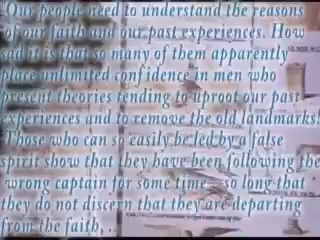 "Our people need to understand the reasons
of our faith and our past experiences. How
sad it is that so many of them apparently
place unlimited confidence in men who
present theories tending to uproot our past
experiences and to remove the old landmarks!
Those who can so easily be led by a false
spirit show that they have been following the
wrong captain for some time—so long that
they do not discern that they are departing
from the faith, ..